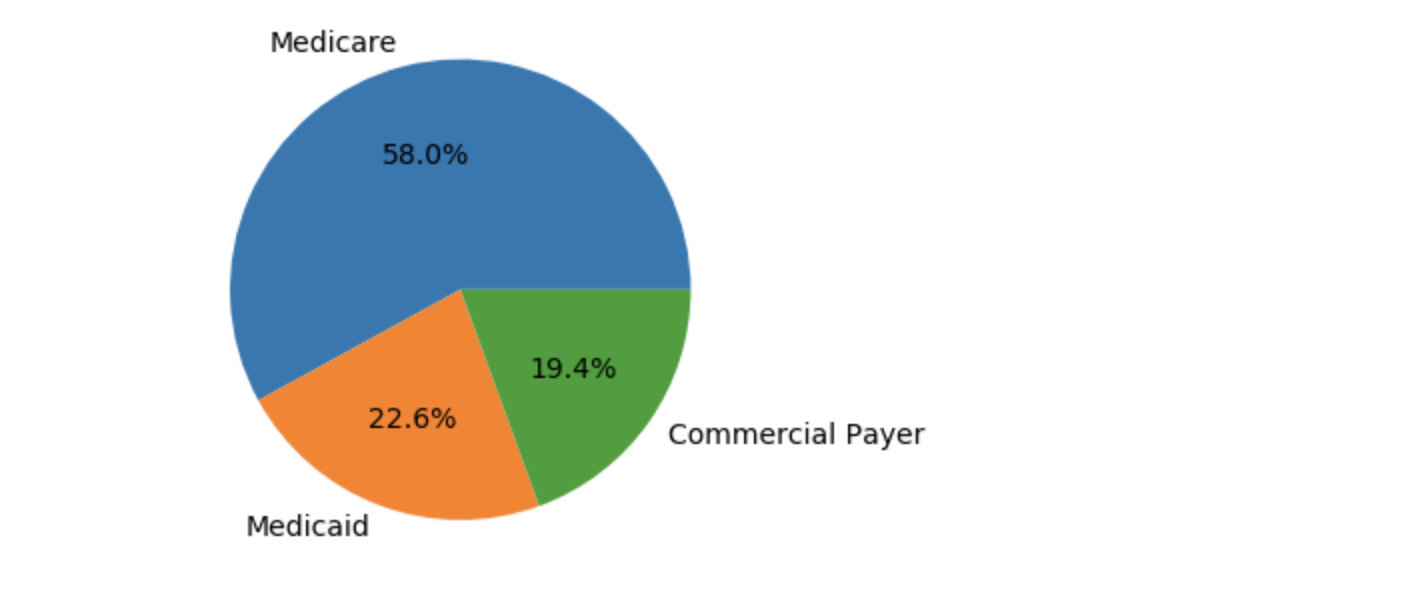 Medicare
58.0%
19.4%
22.6%
Commercial Payer
Medicaid